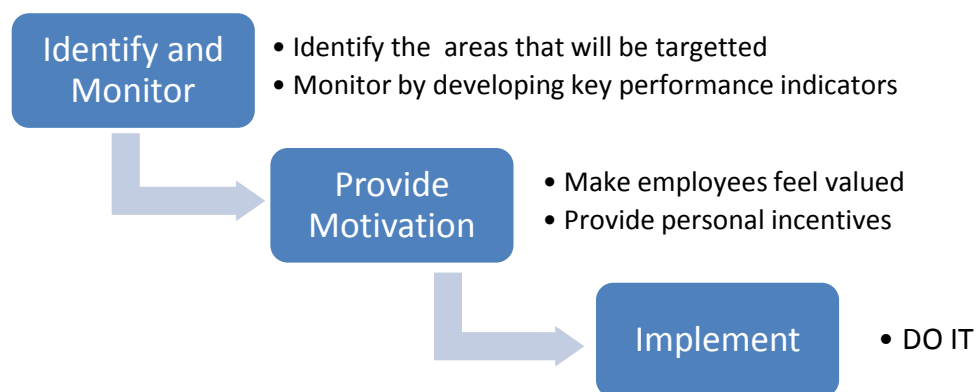 Identify and
Monitor
• Identify the  areas that will be targetted
• Monitor by developing key performance indicators
Provide
Motivation
• Make employees feel valued
• Provide personal incentives
Implement
• DO IT